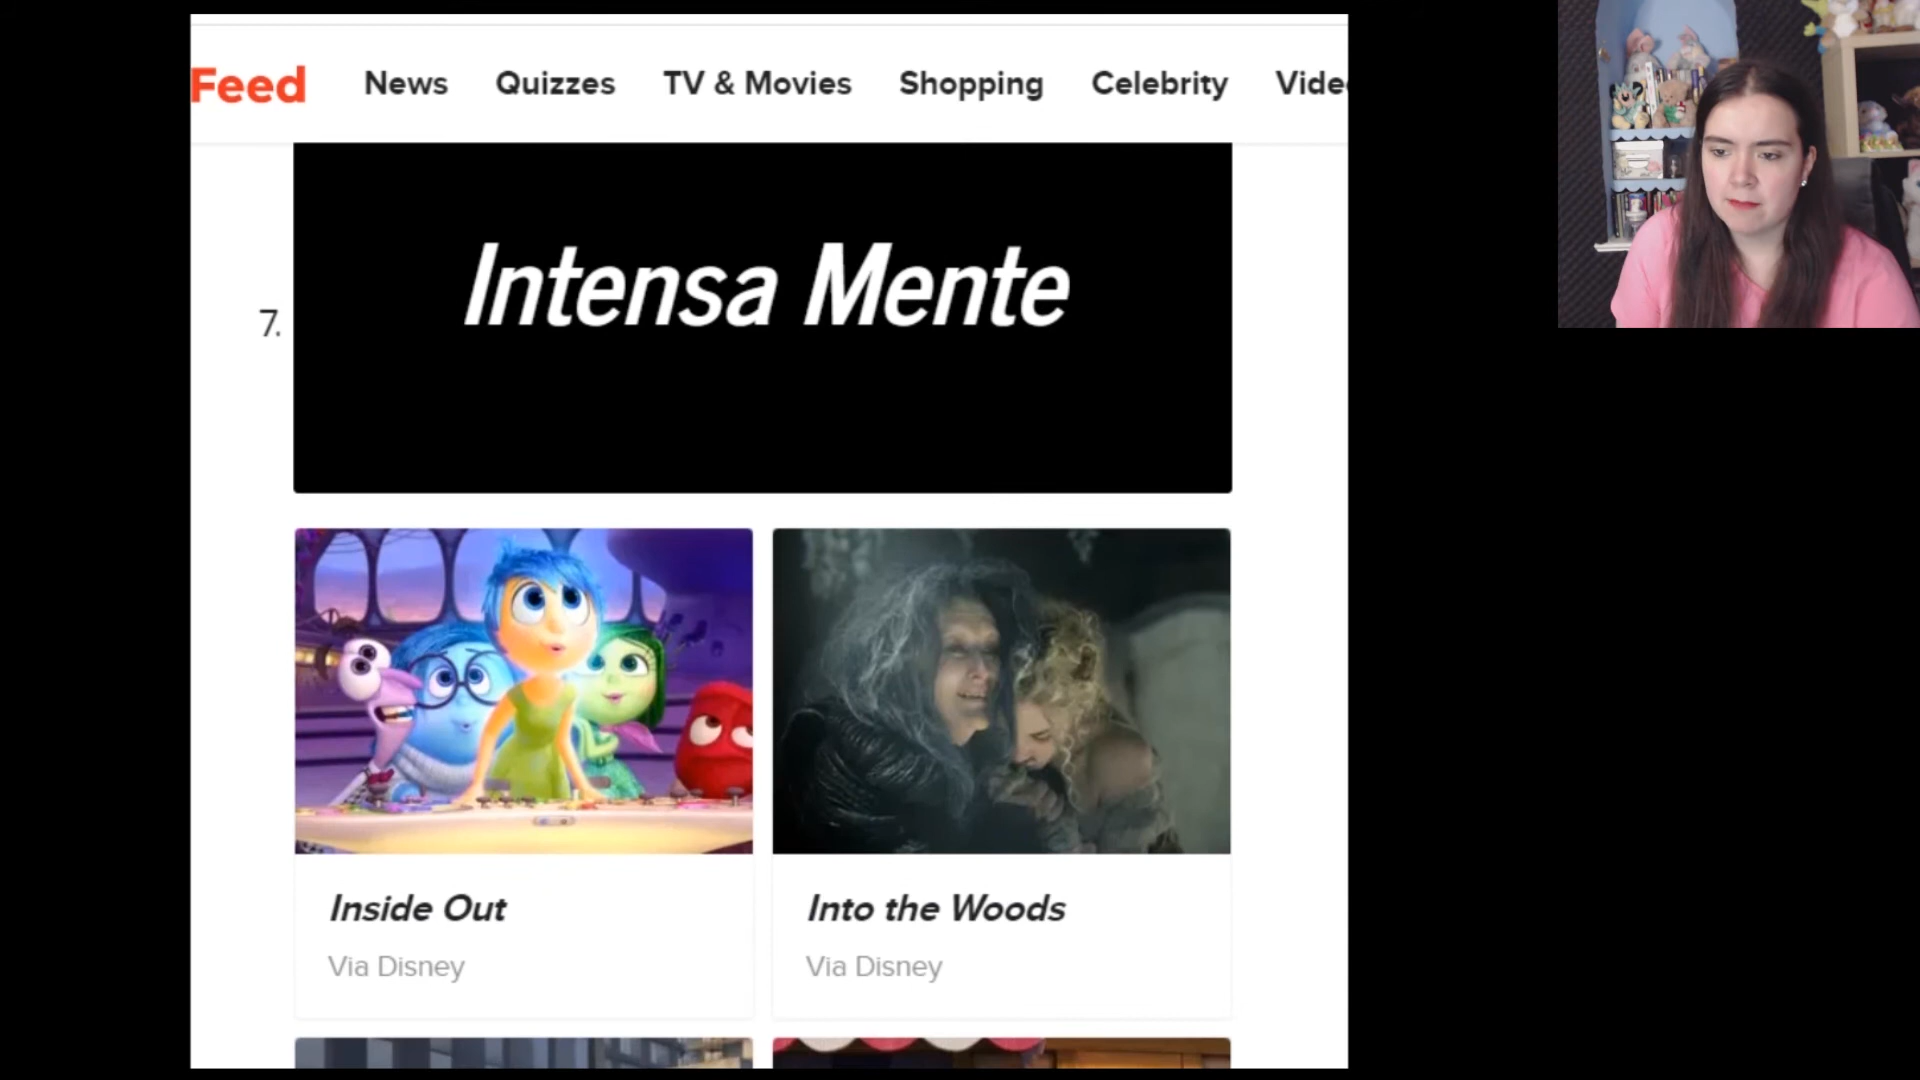 Feed News Quizzes TV & Movies Shopping Celebrity Vide
7.
Intensa Mente
Inside Out
Via Disney
Into the Woods
Via Disney